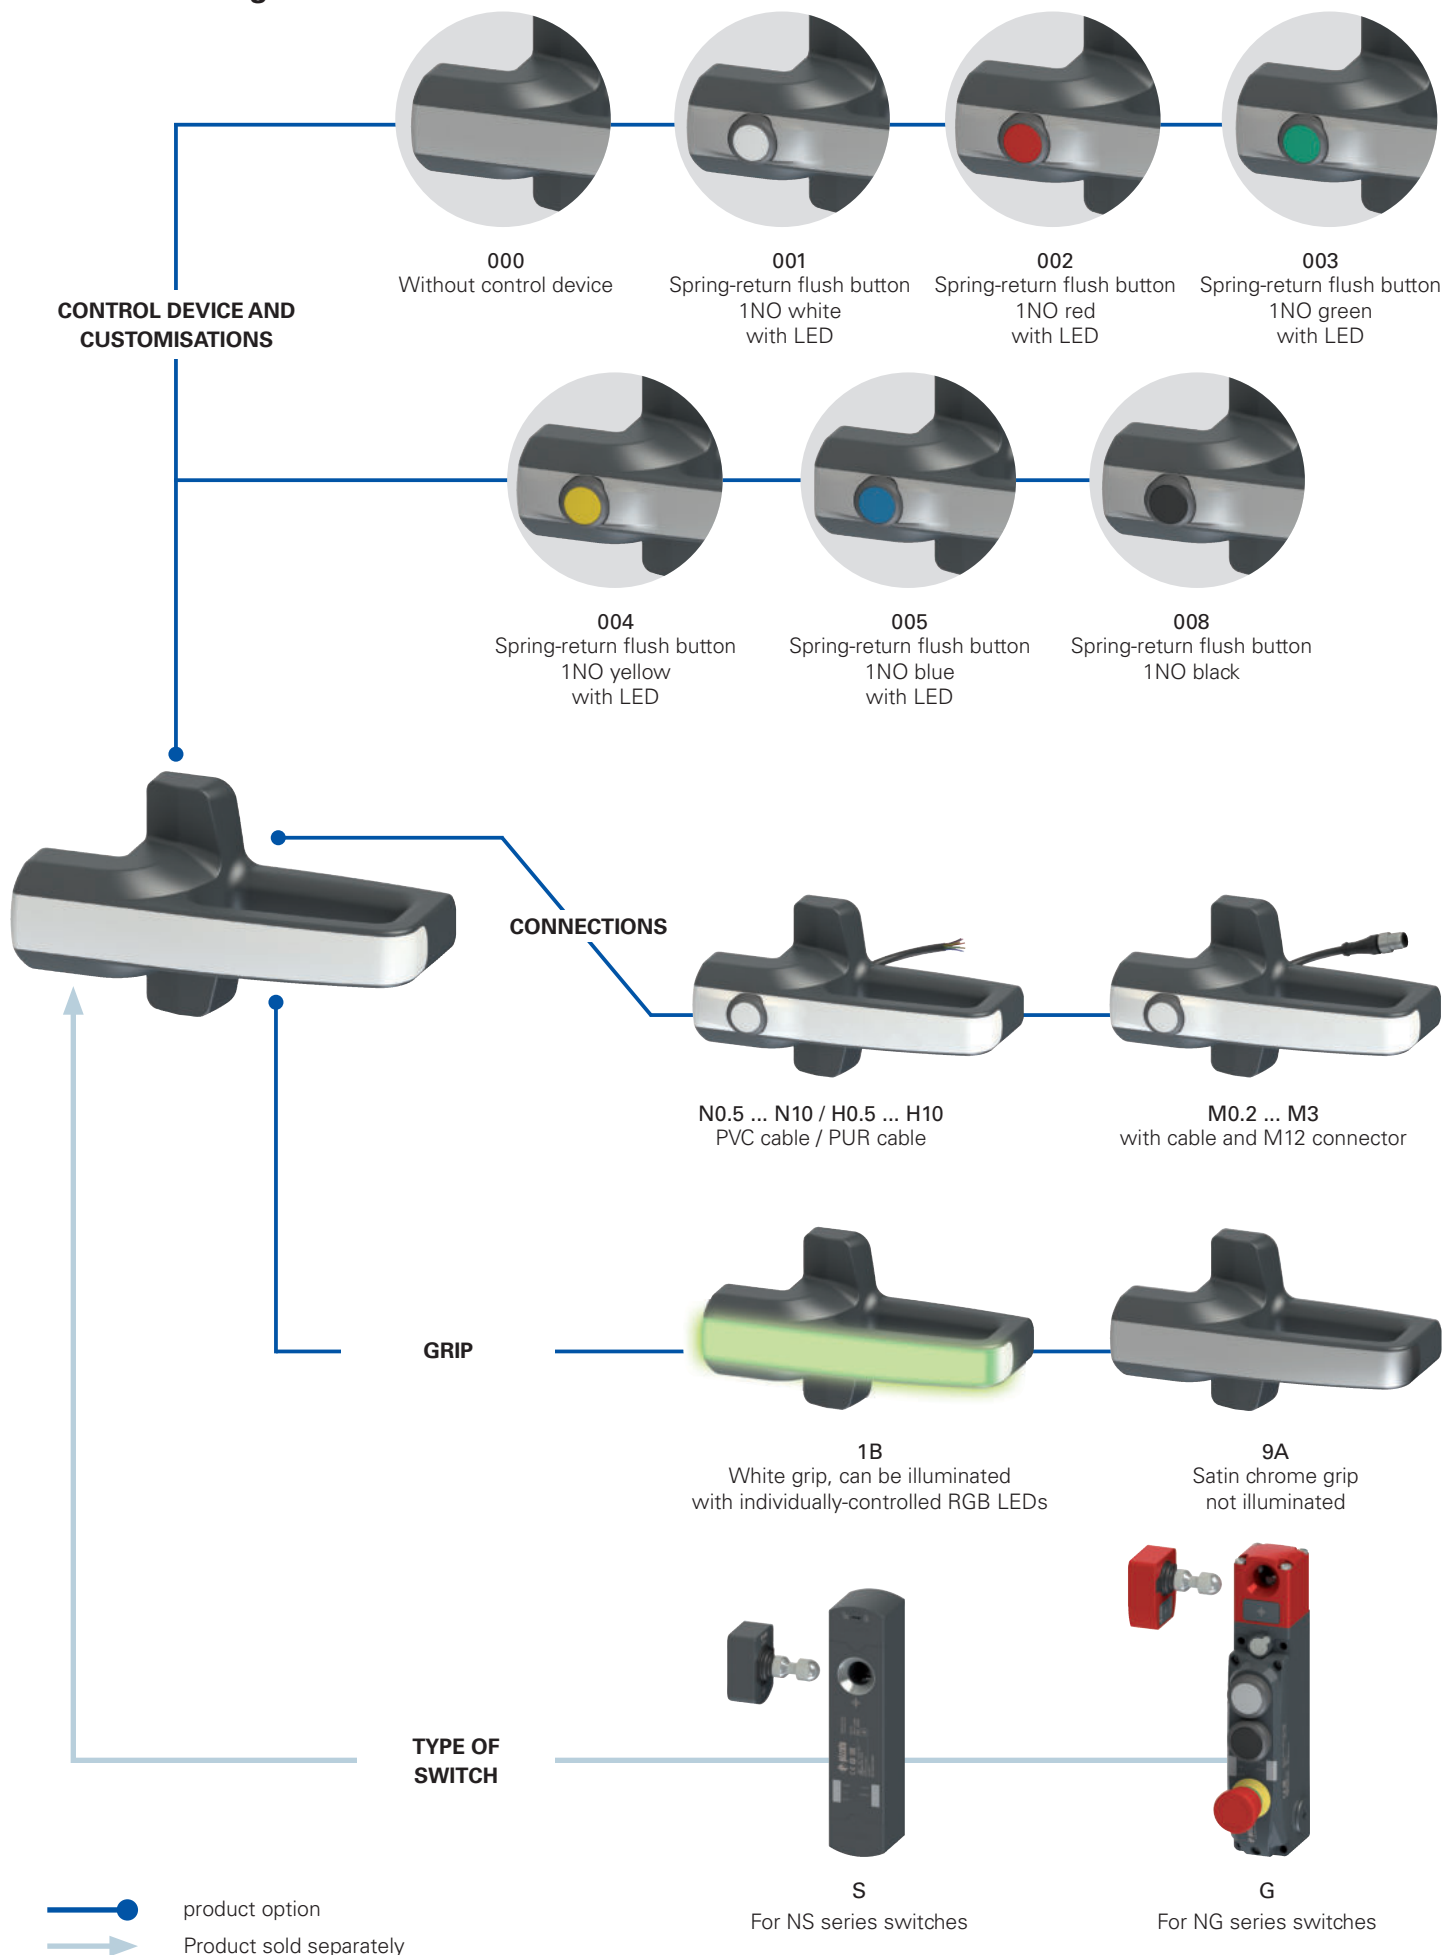 000
Without control device
001
Spring-return flush button
1NO white
with LED
002
Spring-return flush button
1NO red
with LED
003
Spring-return flush button
1NO green
with LED
CONTROL DEVICE AND
CUSTOMISATIONS
004
Spring-return flush button
1NO yellow
with LED
005
Spring-return flush button
1NO blue
with LED
008
Spring-return flush button
1NO black
CONNECTIONS
N0.5 ... N10 / H0.5 ... H10
PVC cable / PUR cable
M0.2 ... M3
with cable and M12 connector
GRIP
1B
White grip, can be illuminated
with individually-controlled RGB LEDs
9A
Satin chrome grip
not illuminated
TYPE OF
SWITCH
S
For NS series switches
G
For NG series switches
product option
Product sold separately